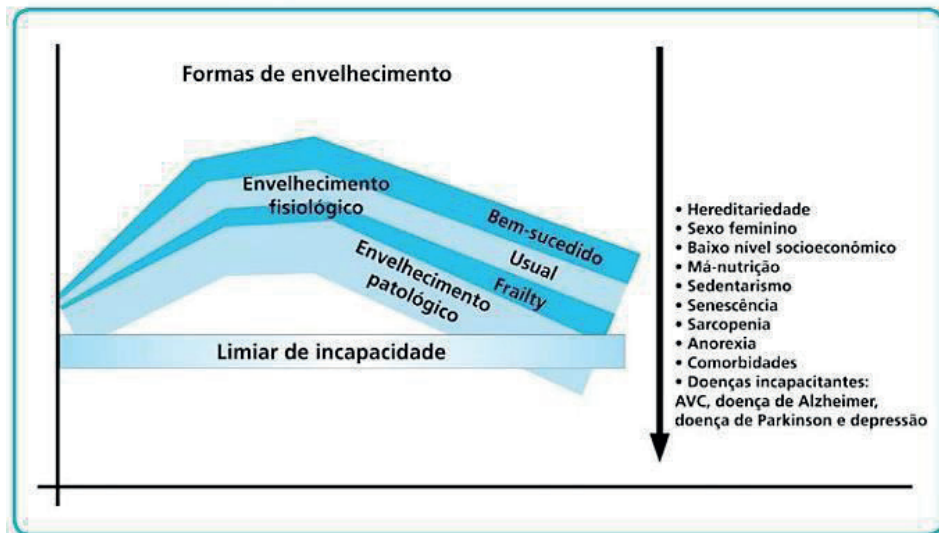 Formas de envelhecimento
Envelhecimento
fisiológico
Bem-sucedido
Usual
Frailty
Envelhecimento
patológico
Limiar de incapacidade
• Hereditariedade
• Sexo feminino
• Baixo nível socioeconômico
• Má-nutrição
• Sedentarismo
• Senescência
• Sarcopenia
• Anorexia
• Comorbidades
• Doenças incapacitantes:
AVC, doença de Alzheimer,
doença de Parkinson e depressão